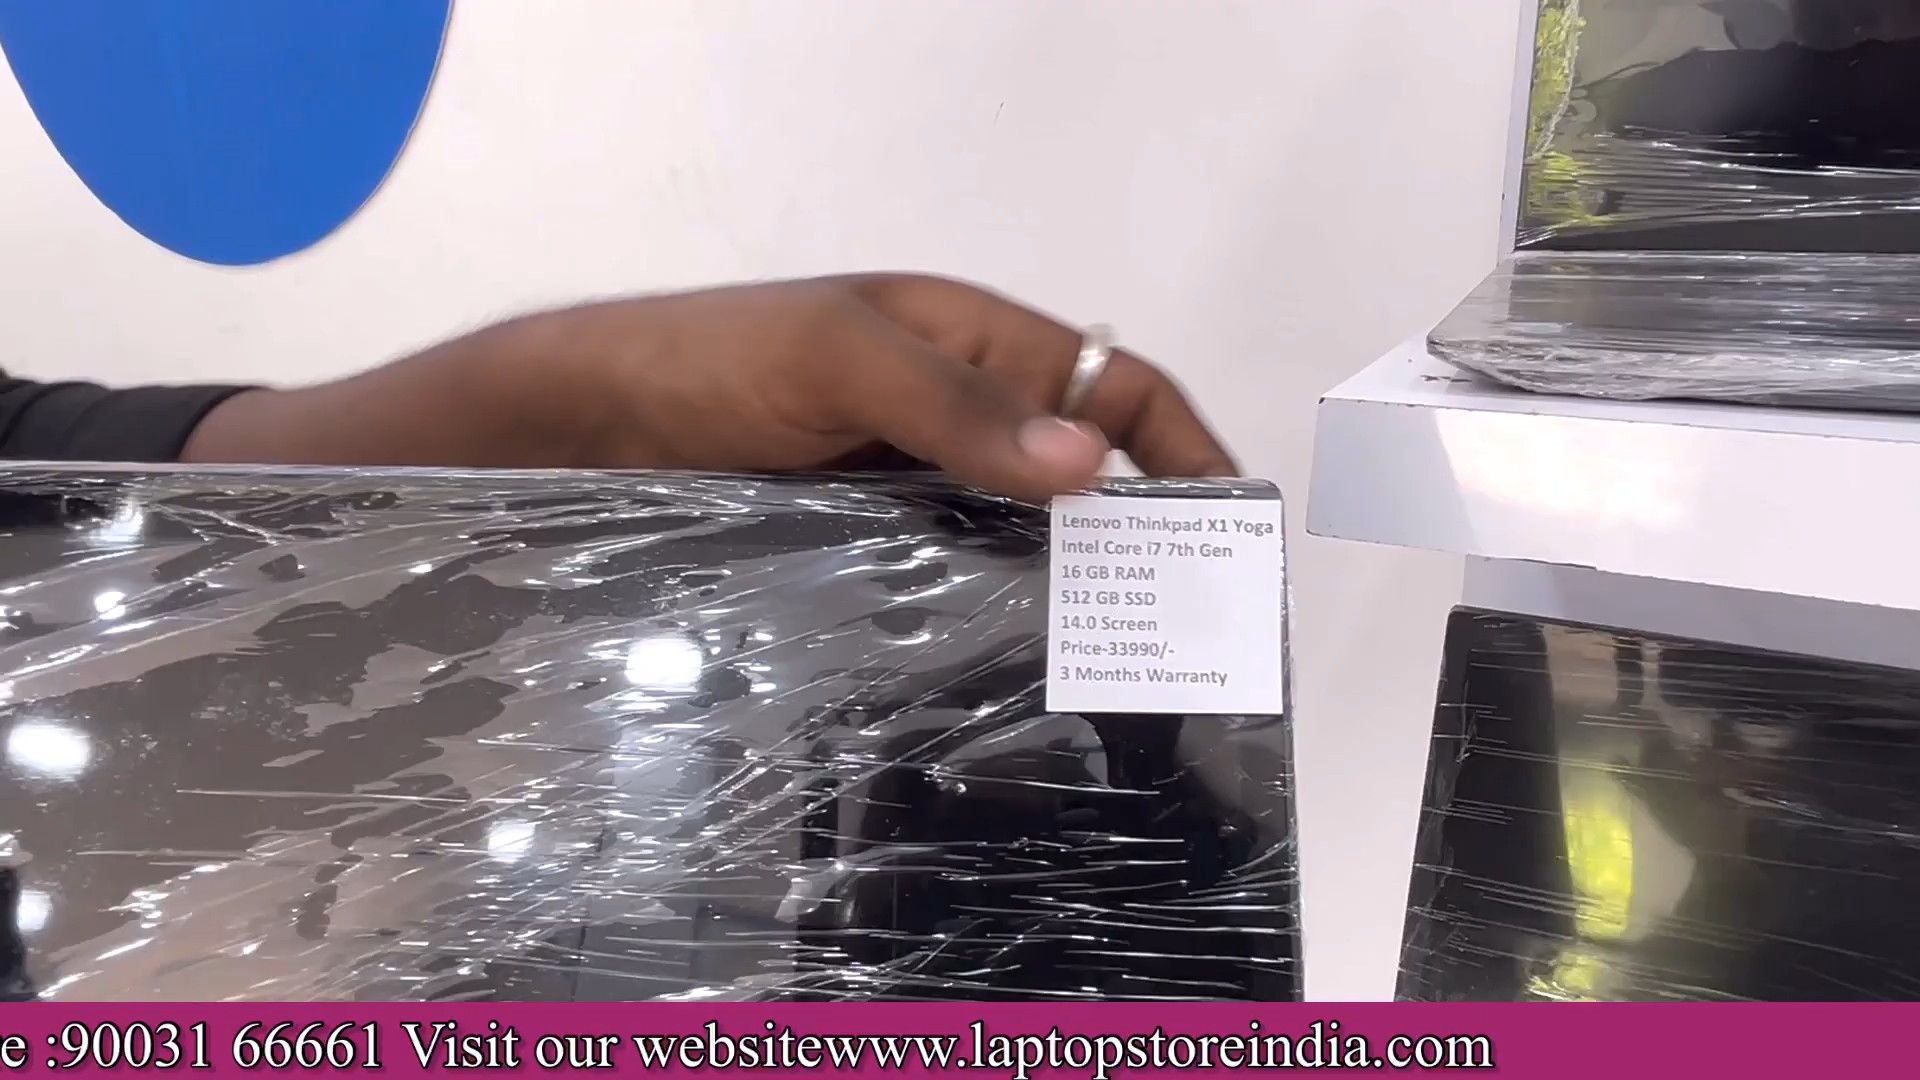 Lenovo Thinkpad X1 Yoga
Intel Core i7 7th Gen
16 GB RAM
512 GB SSD
14.0 Screen
Price-33990/-
3 Months Warranty
e :90031 66661 Visit our websitewww.laptopstoreindia.com